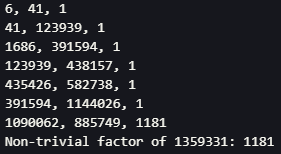 6, 41, 1
41, 123939, 1
1686, 391594, 1
123939, 438157, 1
435426, 582738, 1
391594, 1144026, 1
1090062, 885749, 1181
Non-trivial factor of 1359331: 1181